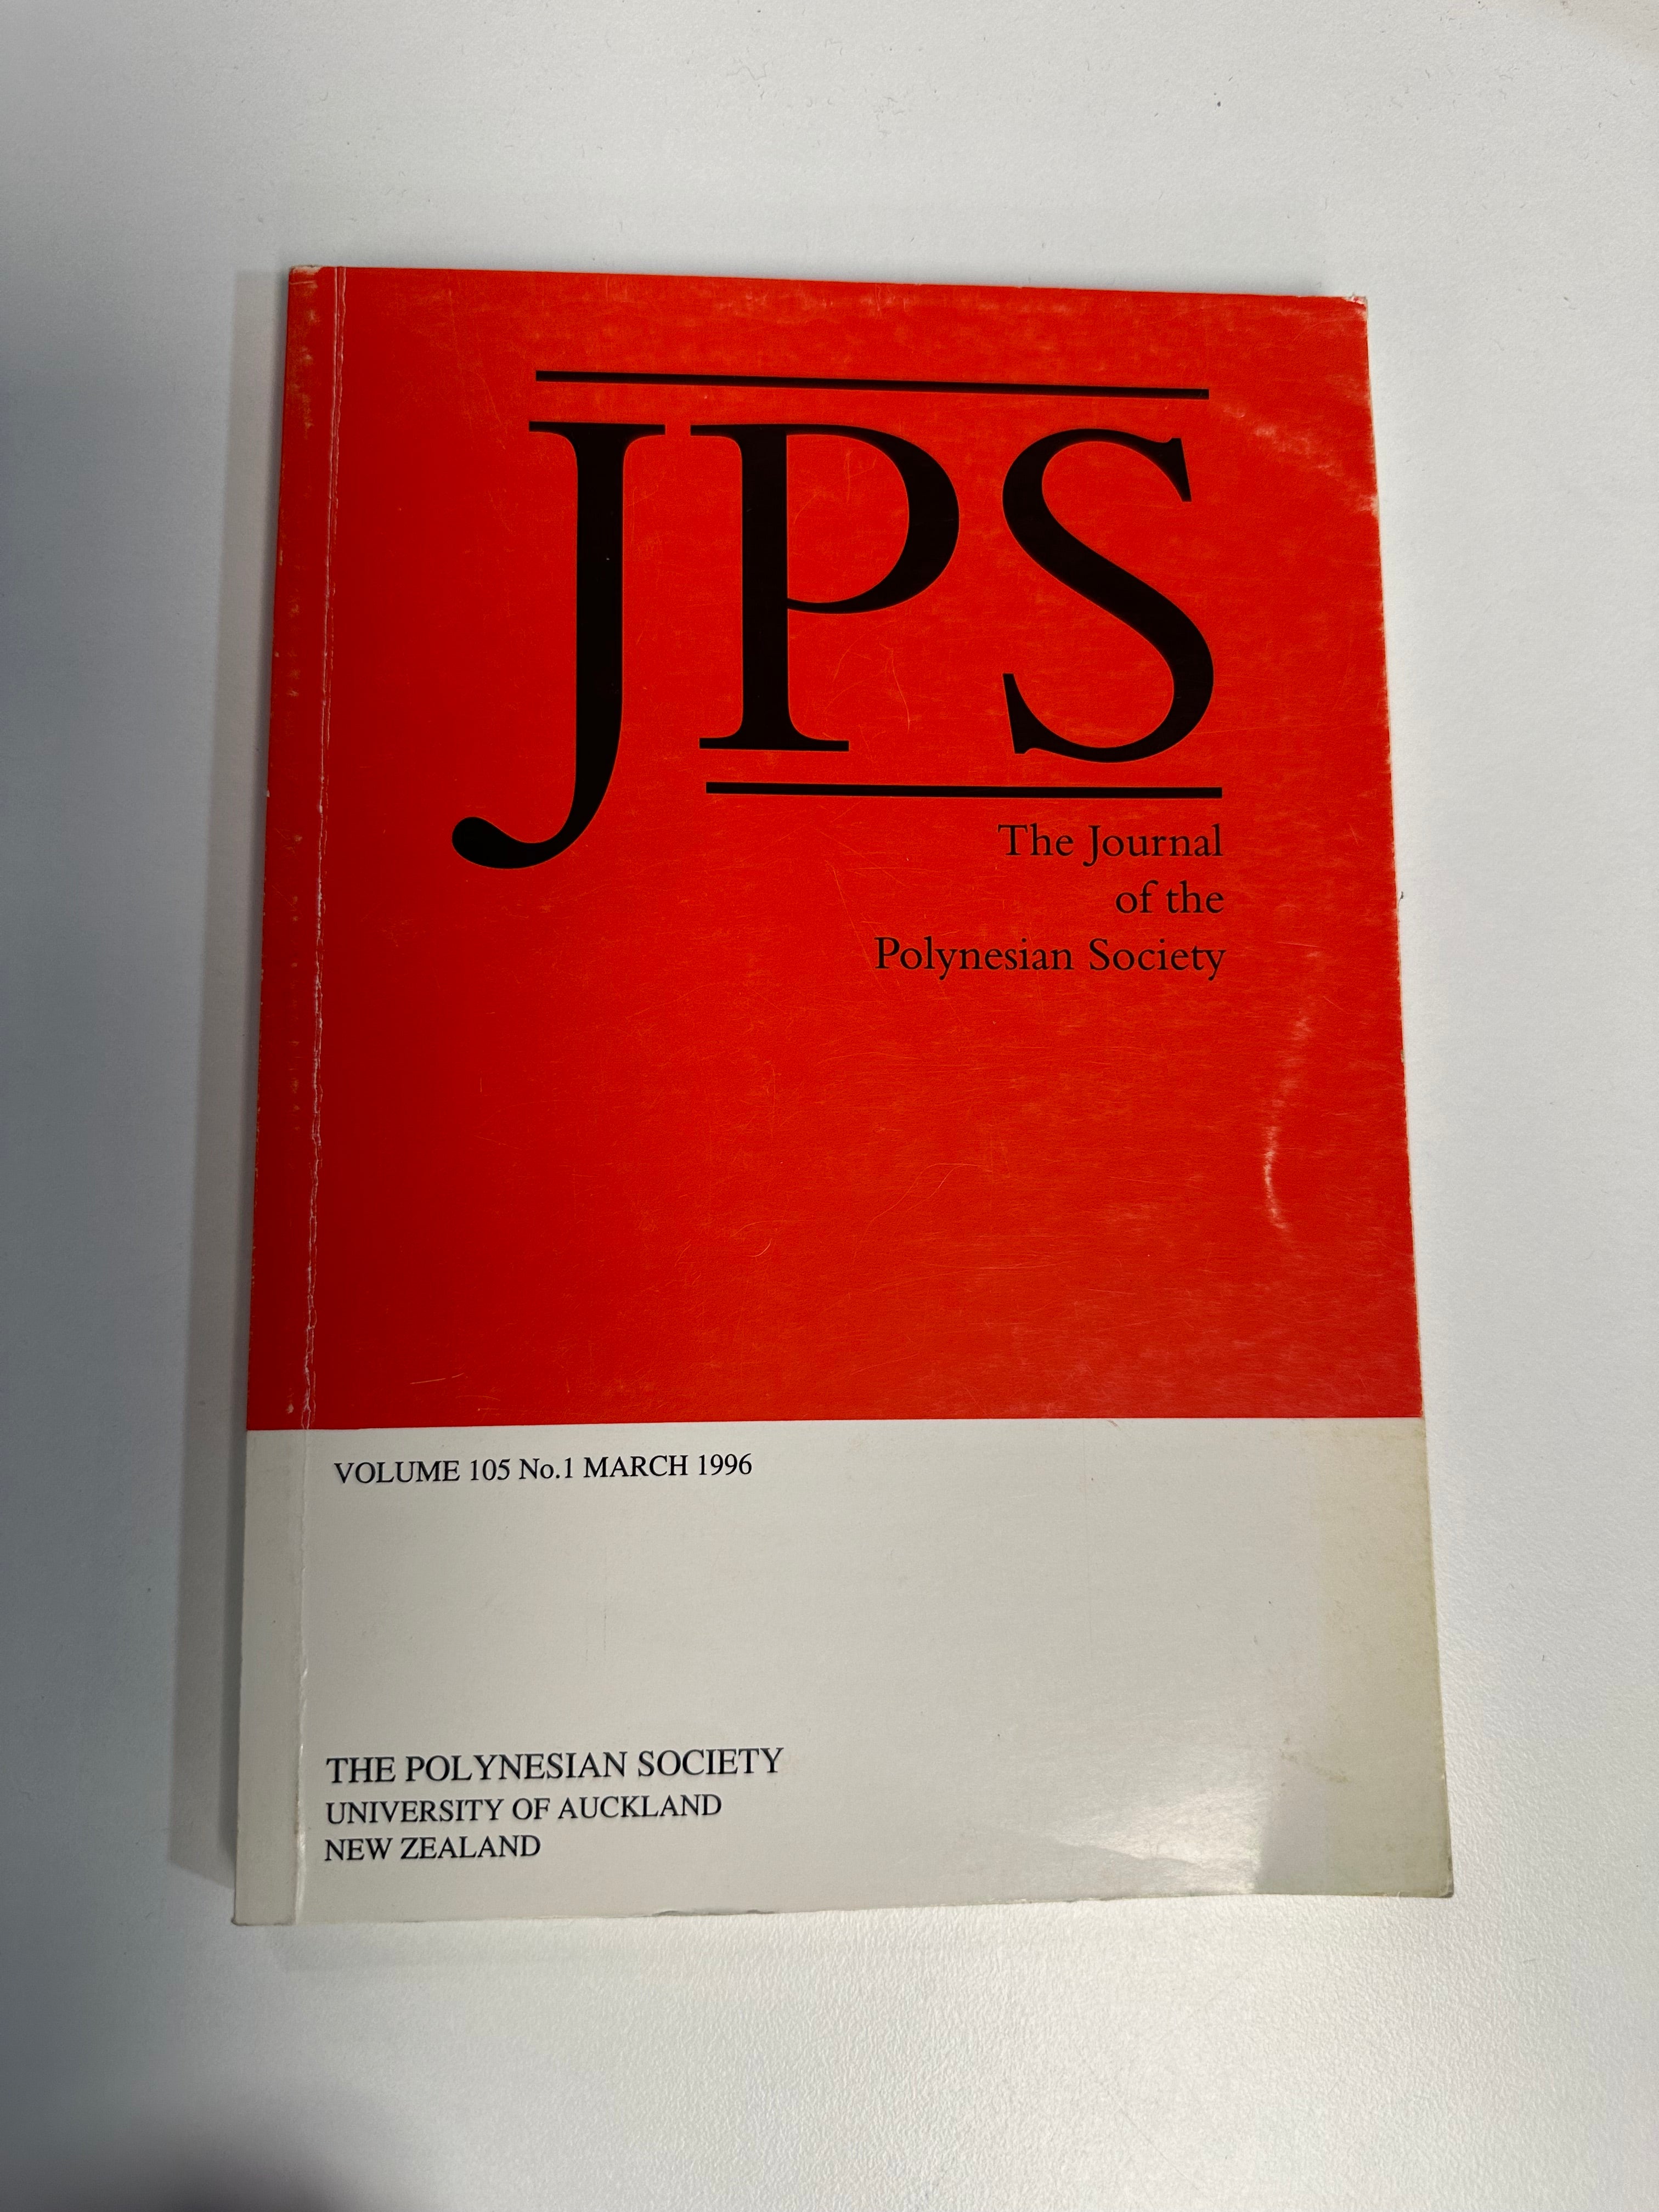 JPS
The Journal
of the
Polynesian Society
VOLUME 105 No.1 MARCH 1996
THE POLYNESIAN SOCIETY
UNIVERSITY OF AUCKLAND
NEW ZEALAND